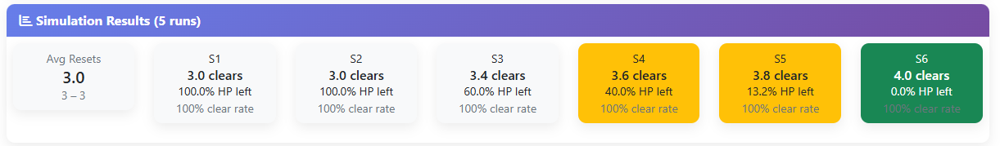 Simulation Results (5 runs)
Avg Resets
3.0
3 – 3
S1
3.0 clears
100.0% HP left
100% clear rate
S2
3.0 clears
100.0% HP left
100% clear rate
S3
3.4 clears
60.0% HP left
100% clear rate
S4
3.6 clears
40.0% HP left
100% clear rate
S5
3.8 clears
13.2% HP left
100% clear rate
S6
4.0 clears
0.0% HP left
100% clear rate